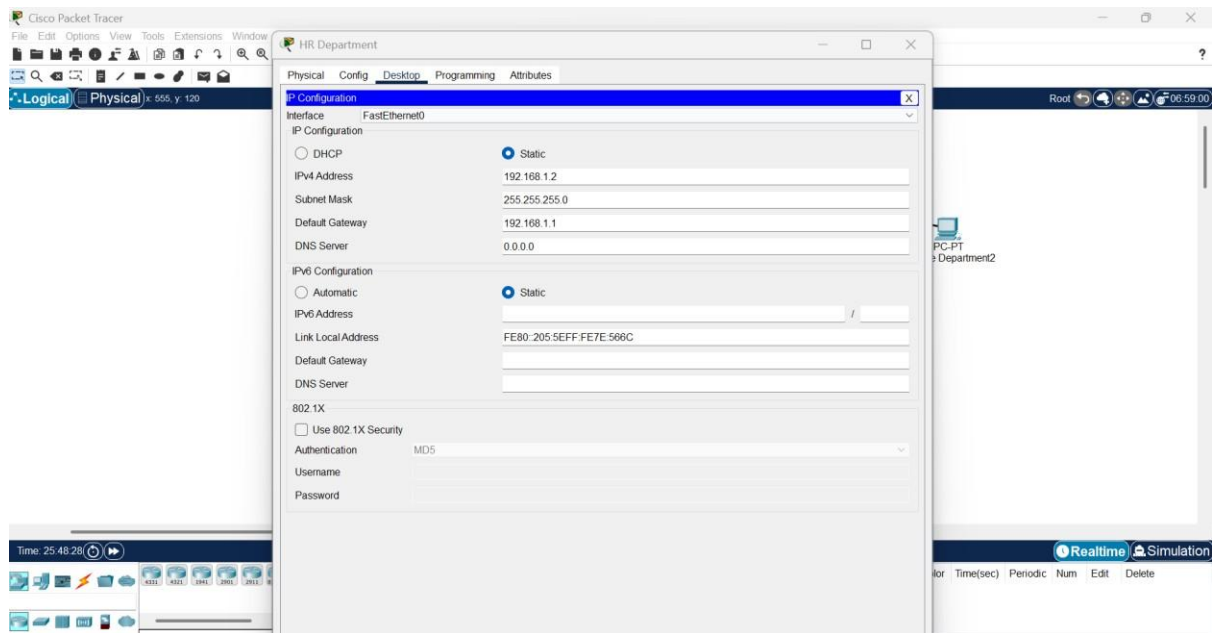 Cisco Packet Tracer
File Edit Options View Tools Extensions Window
HR Department
?
Physical Config Desktop Programming Attributes
Logical Physical x: 555, y: 120
Root 06:59:00
IP Configuration X
Interface FastEthernet0
IP Configuration
DHCP Static
IPv4 Address 192.168.1.2
Subnet Mask 255.255.255.0
Default Gateway 192.168.1.1
DNS Server 0.0.0.0
PC-PT
e Department2
IPv6 Configuration
Automatic Static
IPv6 Address /
Link Local Address FE80::205:5EFF:FE7E:566C
Default Gateway
DNS Server
802.1X
Use 802.1X Security
Authentication MD5
Username
Password
Time: 25:48:28 Realtime Simulation
4331 4321 1941 2901 2911
olor Time(sec) Periodic Num Edit Delete